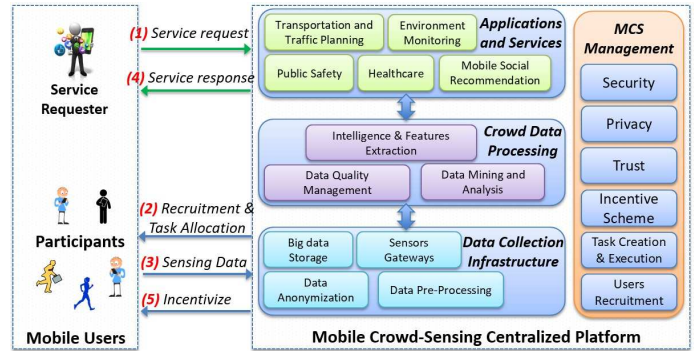 (1) Service request
(4) Service response
Service
Requester
(2) Recruitment &
Task Allocation
Participants
(3) Sensing Data
(5) Incentivize
Mobile Users
Applications
and Services
Transportation and
Traffic Planning
Environment
Monitoring
Public Safety
Healthcare
Mobile Social
Recommendation
Crowd Data
Processing
Intelligence & Features
Extraction
Data Quality
Management
Data Mining and
Analysis
Data Collection
Infrastructure
Big data
Storage
Sensors
Gateways
Data
Anonymization
Data Pre-Processing
MCS
Management
Security
Privacy
Trust
Incentive
Scheme
Task Creation
& Execution
Users
Recruitment
Mobile Crowd-Sensing Centralized Platform